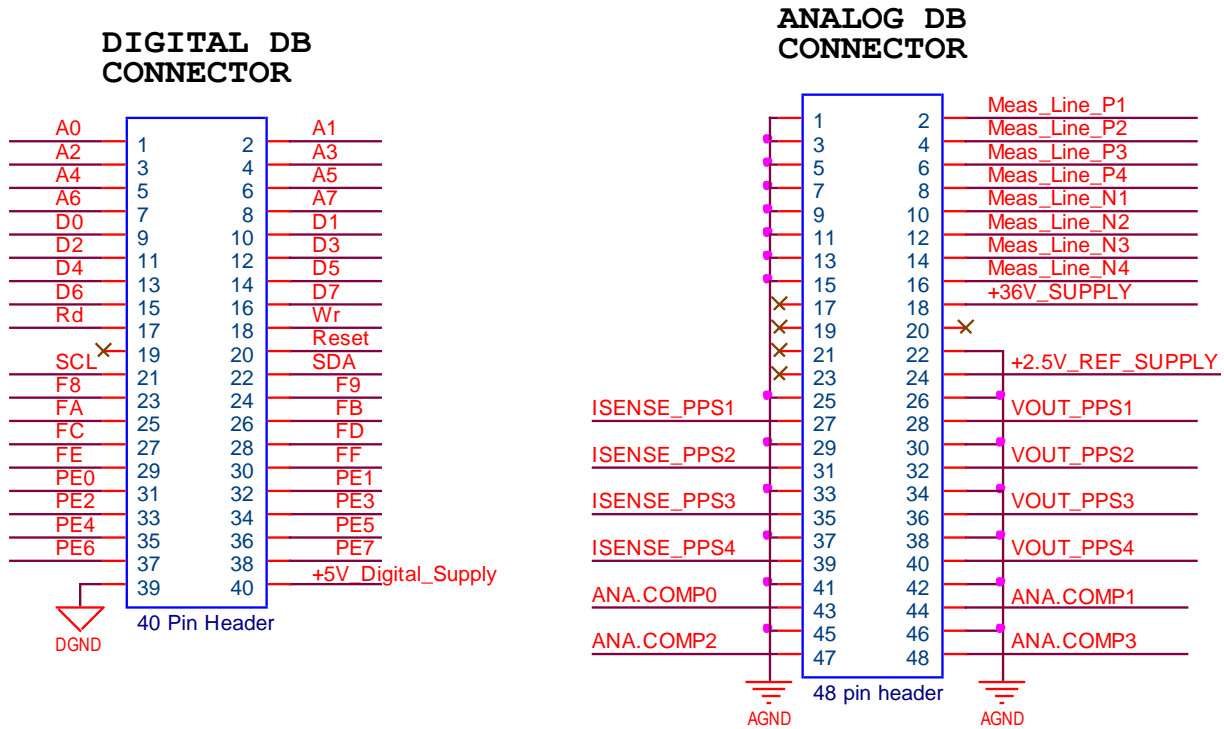 DIGITAL DB
CONNECTOR
A0 1 2 A1
A2 3 4 A3
A4 5 6 A5
A6 7 8 A7
D0 9 10 D1
D2 11 12 D3
D4 13 14 D5
D6 15 16 D7
Rd 17 18 Wr
19 20 Reset
SCL 21 22 SDA
F8 23 24 F9
FA 25 26 FB
FC 27 28 FD
FE 29 30 FF
PE0 31 32 PE1
PE2 33 34 PE3
PE4 35 36 PE5
PE6 37 38 PE7
39 40 +5V_Digital_Supply
DGND
40 Pin Header
ANALOG DB
CONNECTOR
1 2 Meas_Line_P1
3 4 Meas_Line_P2
5 6 Meas_Line_P3
7 8 Meas_Line_P4
9 10 Meas_Line_N1
11 12 Meas_Line_N2
13 14 Meas_Line_N3
15 16 Meas_Line_N4
17 18 +36V_SUPPLY
19 20
21 22
23 24 +2.5V_REF_SUPPLY
25 26
ISENSE_PPS1 27 28 VOUT_PPS1
29 30
ISENSE_PPS2 31 32 VOUT_PPS2
33 34
ISENSE_PPS3 35 36 VOUT_PPS3
37 38
ISENSE_PPS4 39 40 VOUT_PPS4
41 42
ANA.COMP0 43 44 ANA.COMP1
45 46
ANA.COMP2 47 48 ANA.COMP3
48 pin header
AGND
AGND